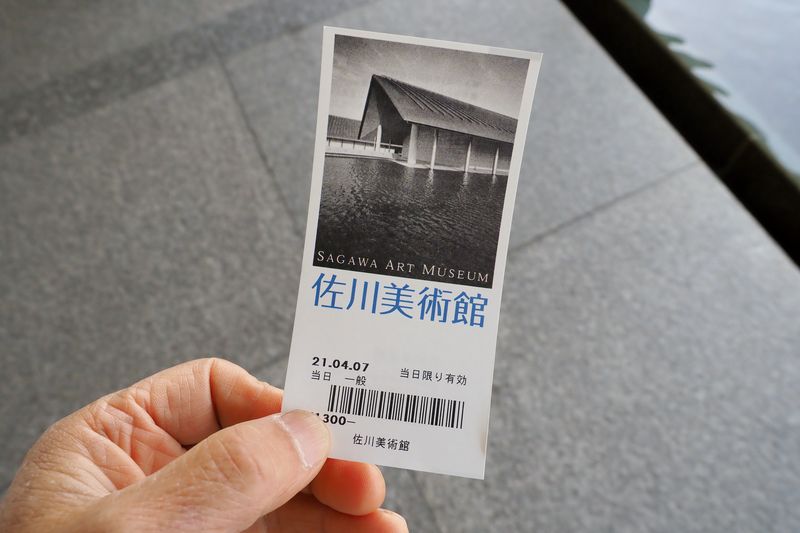 SAGAWA ART MUSEUM
佐川美術館
21.04.07
当日 一般 当日限り有効
1300−
佐川美術館